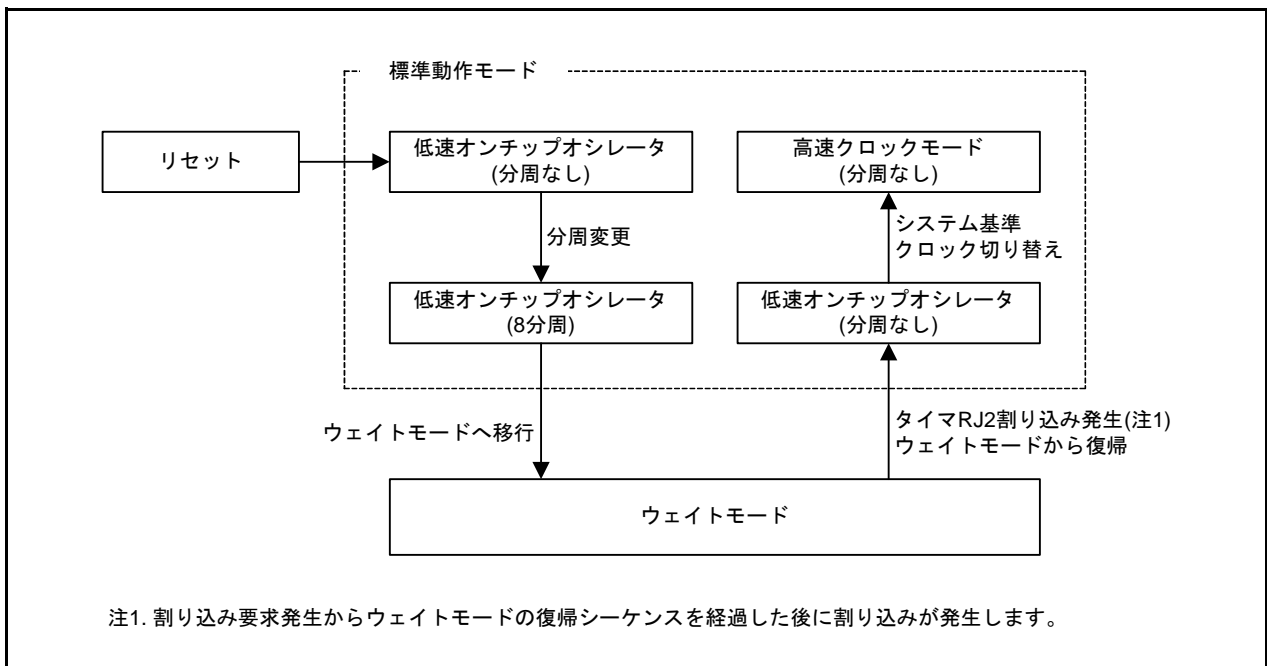 標準動作モード
リセット
低速オンチップオシレータ
(分周なし)
高速クロックモード
(分周なし)
分周変更
システム基準
クロック切り替え
低速オンチップオシレータ
(8分周)
低速オンチップオシレータ
(分周なし)
ウェイトモードへ移行
タイマRJ2割り込み発生(注1)
ウェイトモードから復帰
ウェイトモード
注1. 割り込み要求発生からウェイトモードの復帰シーケンスを経過した後に割り込みが発生します。